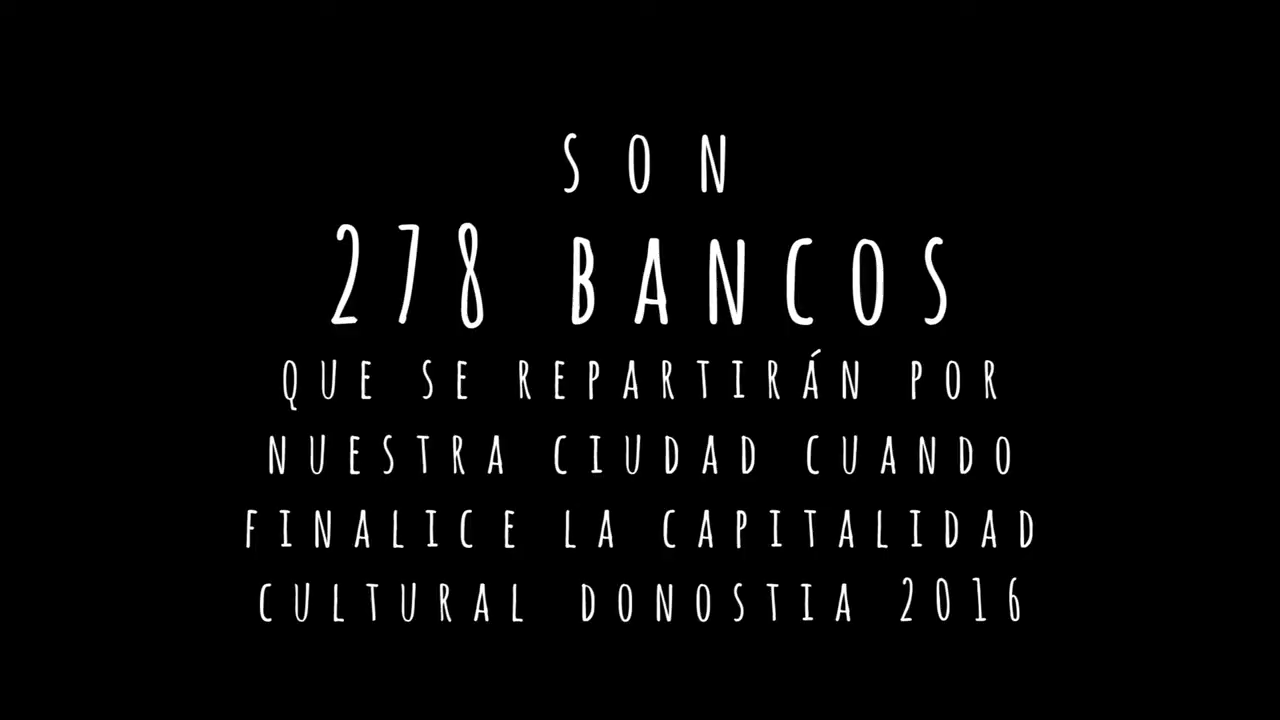 SON
278 BANCOS
QUE SE REPARTIRÁN POR
NUESTRA CIUDAD CUANDO
FINALICE LA CAPITALIDAD
CULTURAL DONOSTIA 2016